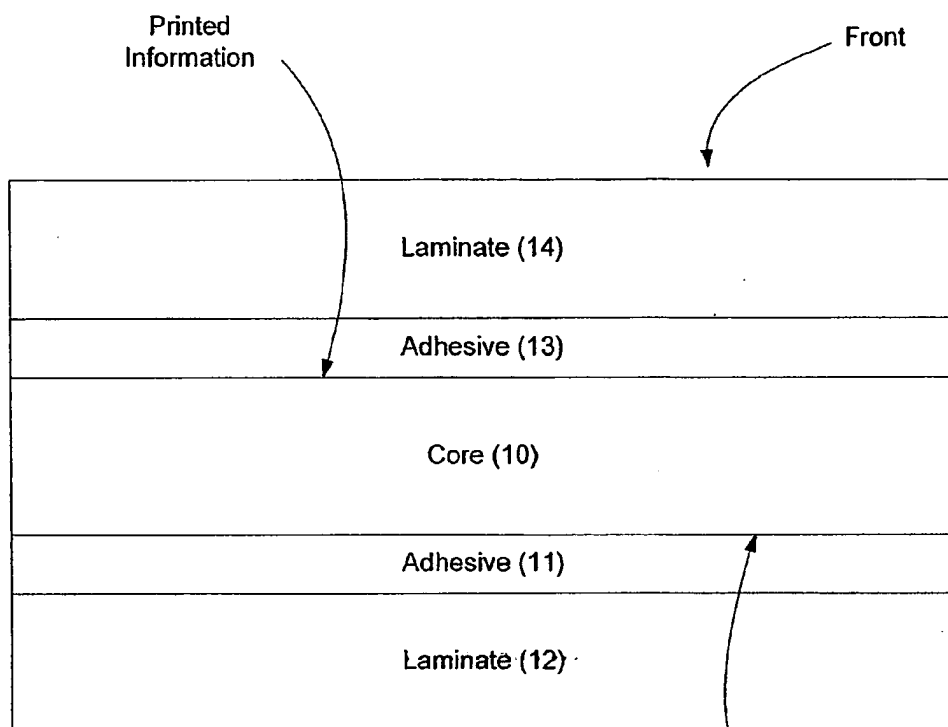 Printed
Information
Front
Laminate (14)
Adhesive (13)
Core (10)
Adhesive (11)
Laminate (12)